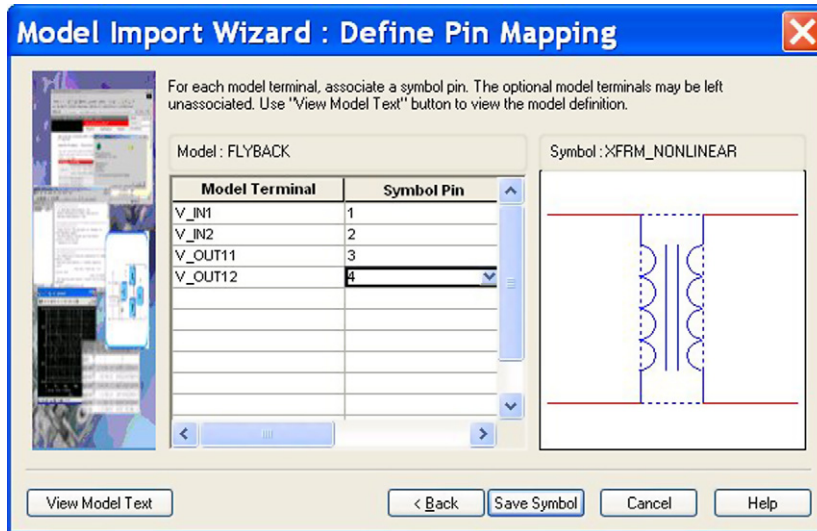 Model Import Wizard : Define Pin Mapping
For each model terminal, associate a symbol pin. The optional model terminals may be left
unassociated. Use "View Model Text" button to view the model definition.
Model : FLYBACK
Symbol : XFRM_NONLINEAR
Model Terminal Symbol Pin
V_IN1 1
V_IN2 2
V_OUT11 3
V_OUT12 4
View Model Text < Back Save Symbol Cancel Help